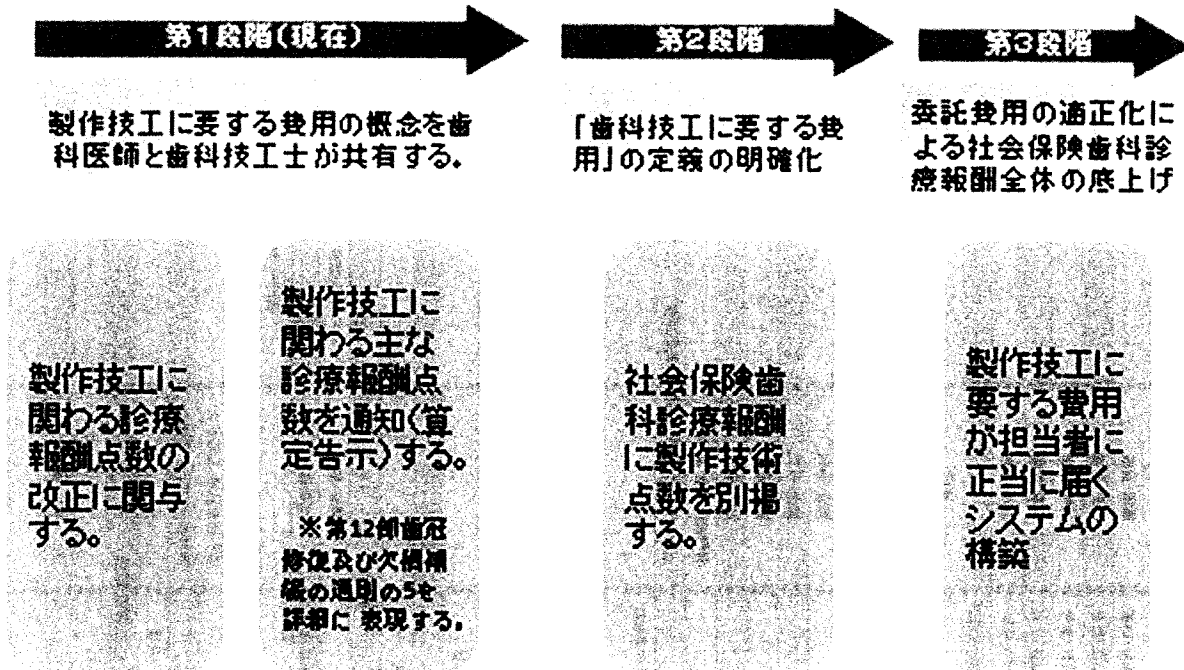 第1段階(現在)
製作技工に要する費用の概念を歯
科医師と歯科技工士が共有する。
製作技工に
関わる診療
報酬点数の
改正に関与
する。
製作技工に
関わる主な
診療報酬点
数を通知(算
定告示)する。
※第12部歯冠
修復及び欠損補
綴の通則の5を
詳細に表現する。
第2段階
「歯科技工に要する費
用」の定義の明確化
社会保険歯
科診療報酬
に製作技術
点数を別掲
する。
第3段階
委託費用の適正化に
よる社会保険歯科診
療報酬全体の底上げ
製作技工に
要する費用
が担当者に
正当に届く
システムの
構築